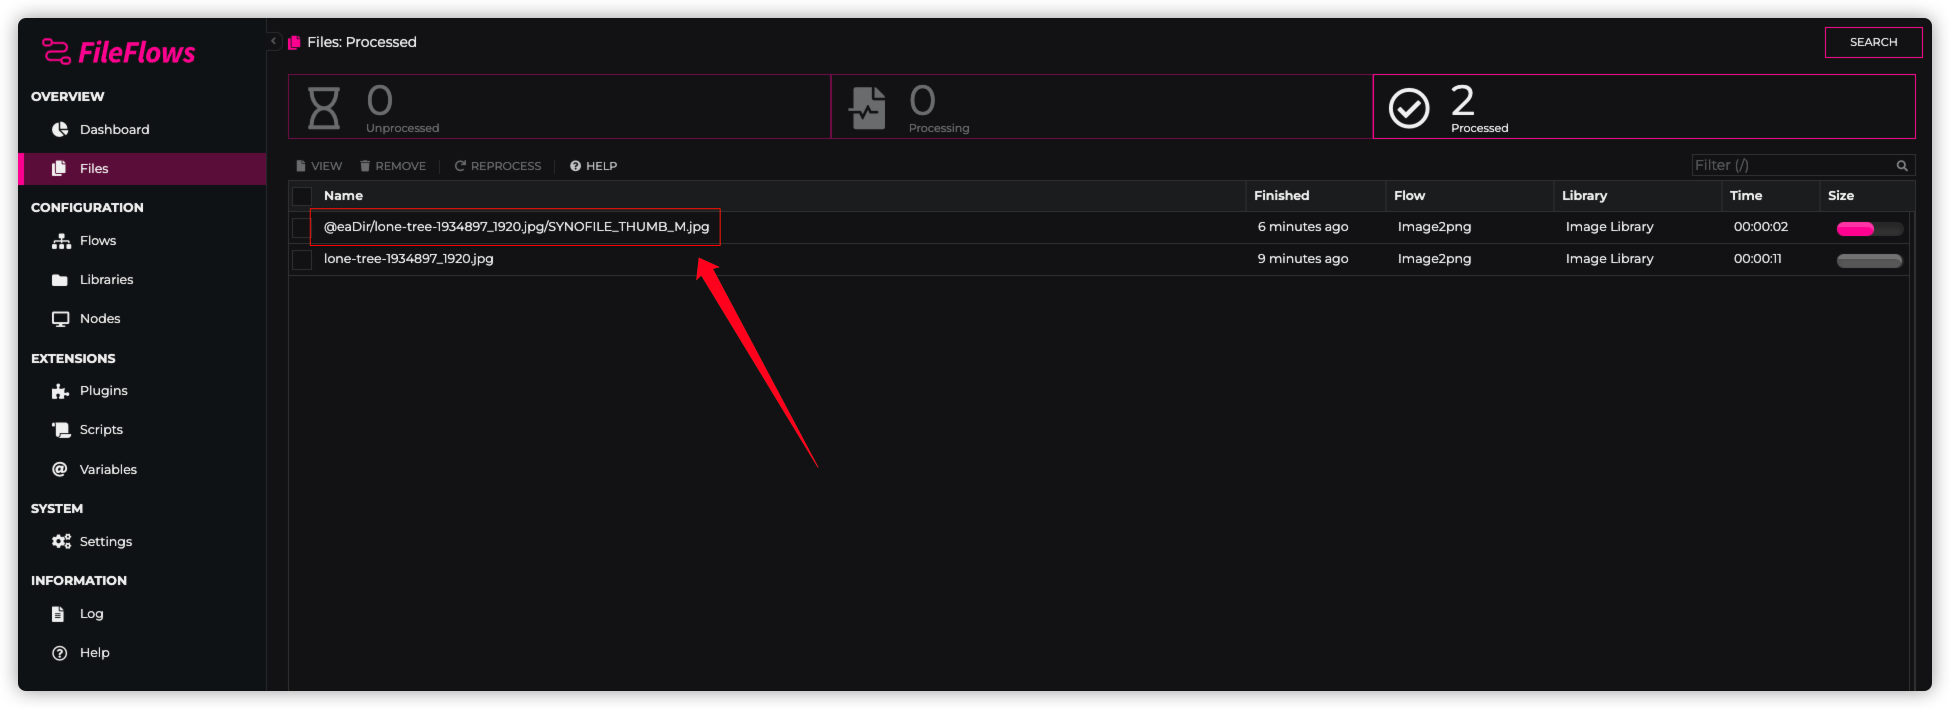 FileFlows
Files: Processed
SEARCH
OVERVIEW
Dashboard
Files
CONFIGURATION
Flows
Libraries
Nodes
EXTENSIONS
Plugins
Scripts
Variables
SYSTEM
Settings
INFORMATION
Log
Help
0
Unprocessed
0
Processing
2
Processed
VIEW REMOVE REPROCESS HELP
Filter (/)
Name Finished Flow Library Time Size
@eaDir/lone-tree-1934897_1920.jpg/SYNOFILE_THUMB_M.jpg 6 minutes ago Image2png Image Library 00:00:02
lone-tree-1934897_1920.jpg 9 minutes ago Image2png Image Library 00:00:11